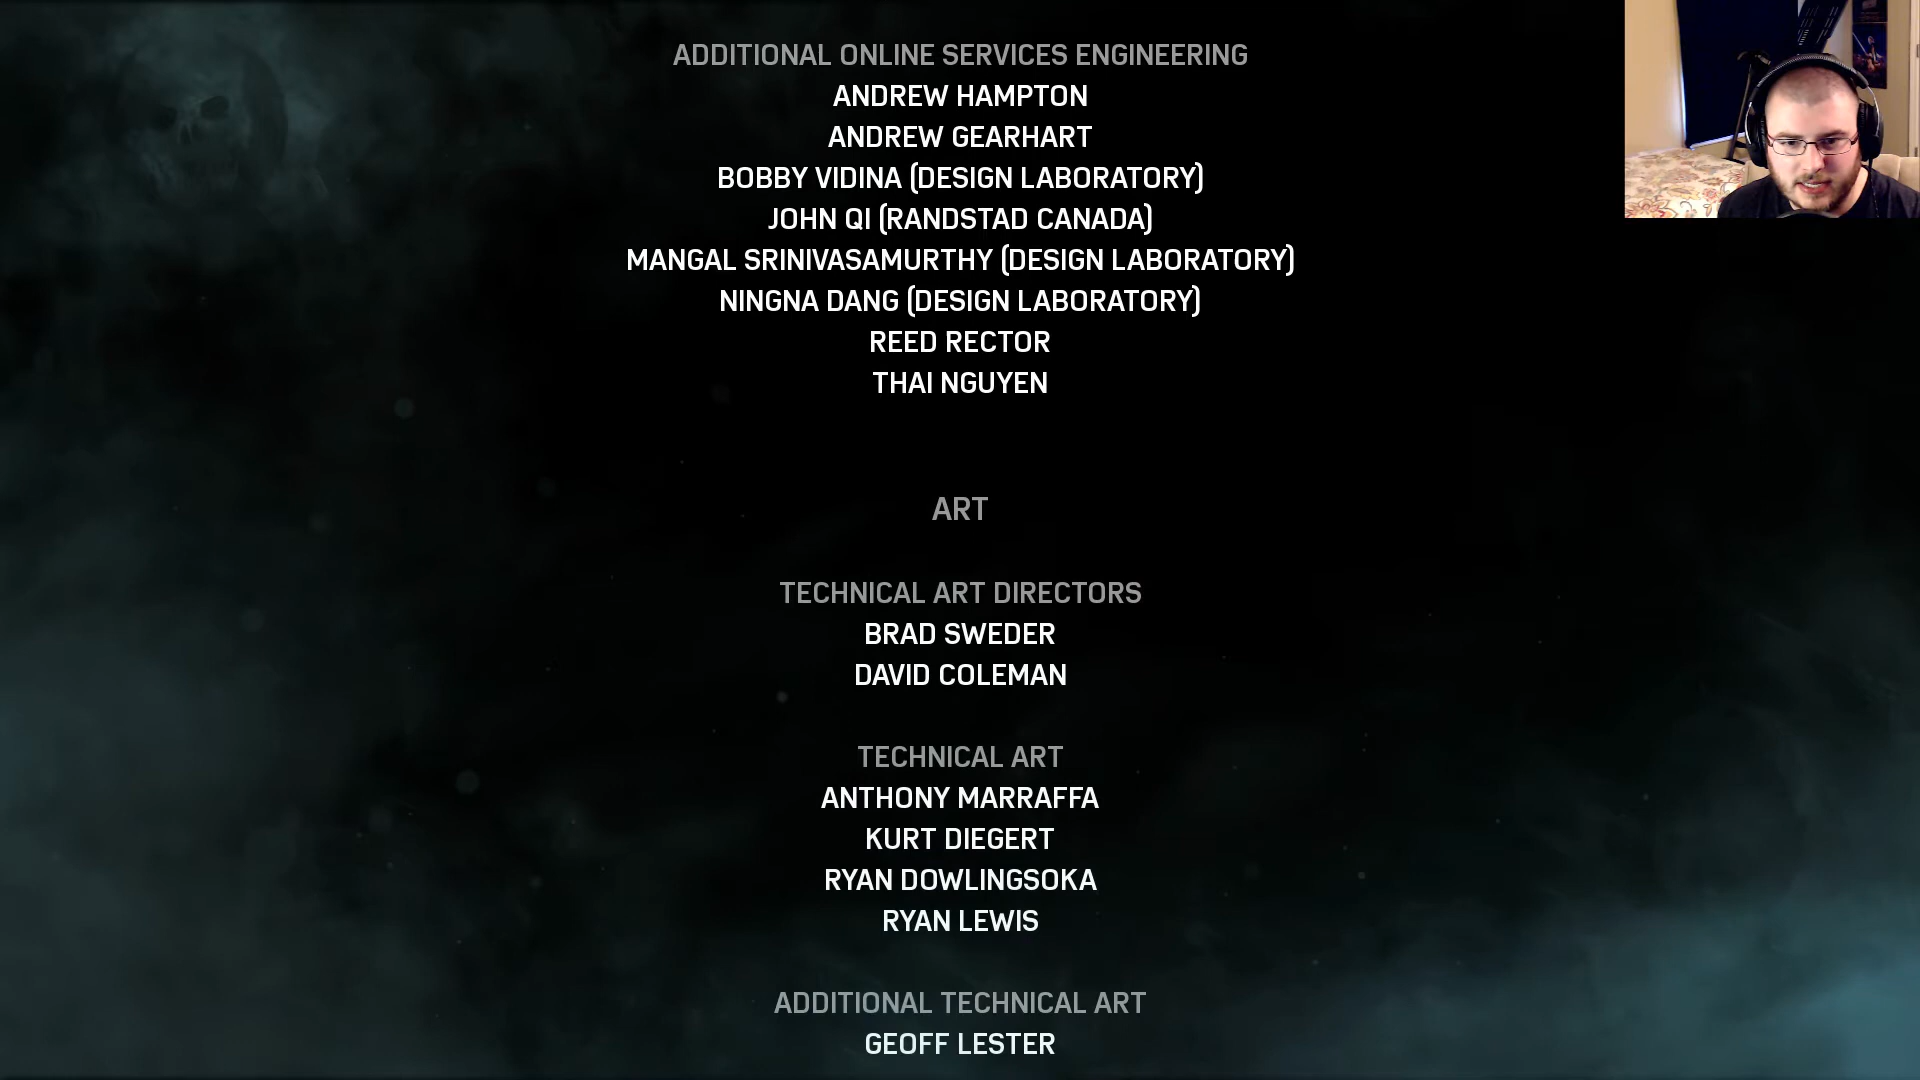 ADDITIONAL ONLINE SERVICES ENGINEERING
ANDREW HAMPTON
ANDREW GEARHART
BOBBY VIDINA (DESIGN LABORATORY)
JOHN QI (RANDSTAD CANADA)
MANGAL SRINIVASAMURTHY (DESIGN LABORATORY)
NINGNA DANG (DESIGN LABORATORY)
REED RECTOR
THAI NGUYEN
ART
TECHNICAL ART DIRECTORS
BRAD SWEDER
DAVID COLEMAN
TECHNICAL ART
ANTHONY MARRAFFA
KURT DIEGERT
RYAN DOWLINGSOKA
RYAN LEWIS
ADDITIONAL TECHNICAL ART
GEOFF LESTER